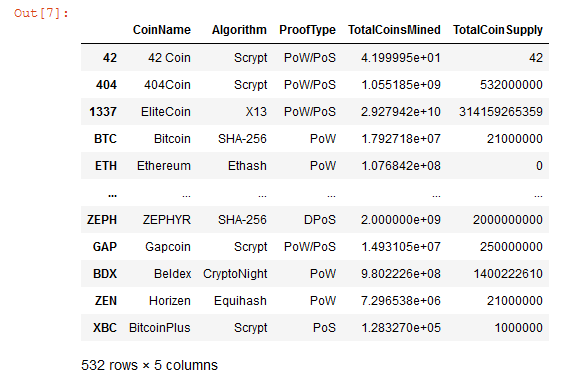 Out[7]:
CoinName Algorithm ProofType TotalCoinsMined TotalCoinSupply
42 42 Coin Scrypt PoW/PoS 4.199995e+01 42
404 404Coin Scrypt PoW/PoS 1.055185e+09 532000000
1337 EliteCoin X13 PoW/PoS 2.927942e+10 314159265359
BTC Bitcoin SHA-256 PoW 1.792718e+07 21000000
ETH Ethereum Ethash PoW 1.076842e+08 0
... ... ... ... ... ...
ZEPH ZEPHYR SHA-256 DPoS 2.000000e+09 2000000000
GAP Gapcoin Scrypt PoW/PoS 1.493107e+07 250000000
BDX Beldex CryptoNight PoW 9.802226e+08 1400222610
ZEN Horizen Equihash PoW 7.296538e+06 21000000
XBC BitcoinPlus Scrypt PoS 1.283270e+05 1000000
532 rows × 5 columns